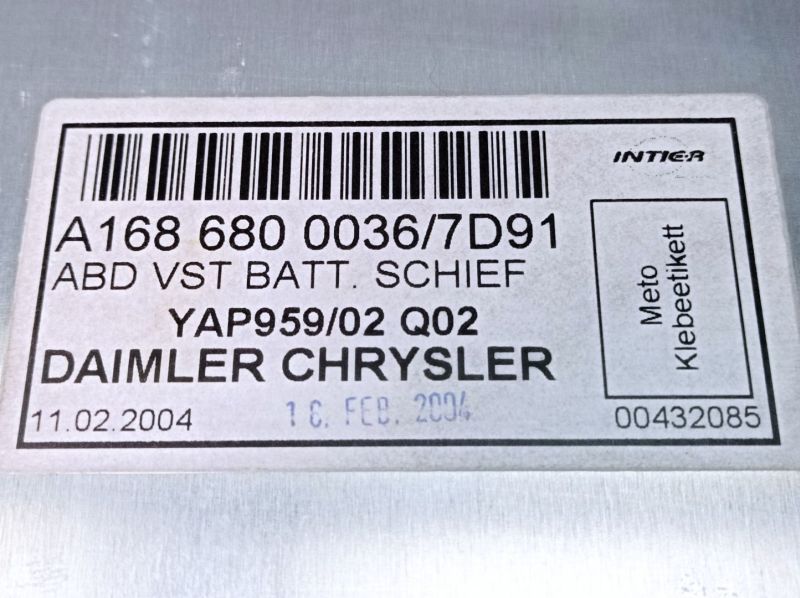 INTIER
A168 680 0036/7D91
ABD VST BATT. SCHIEF
YAP959/02 Q02
DAIMLER CHRYSLER
Meto
Klebeetikett
11.02.2004
16. FEB. 2004
00432085